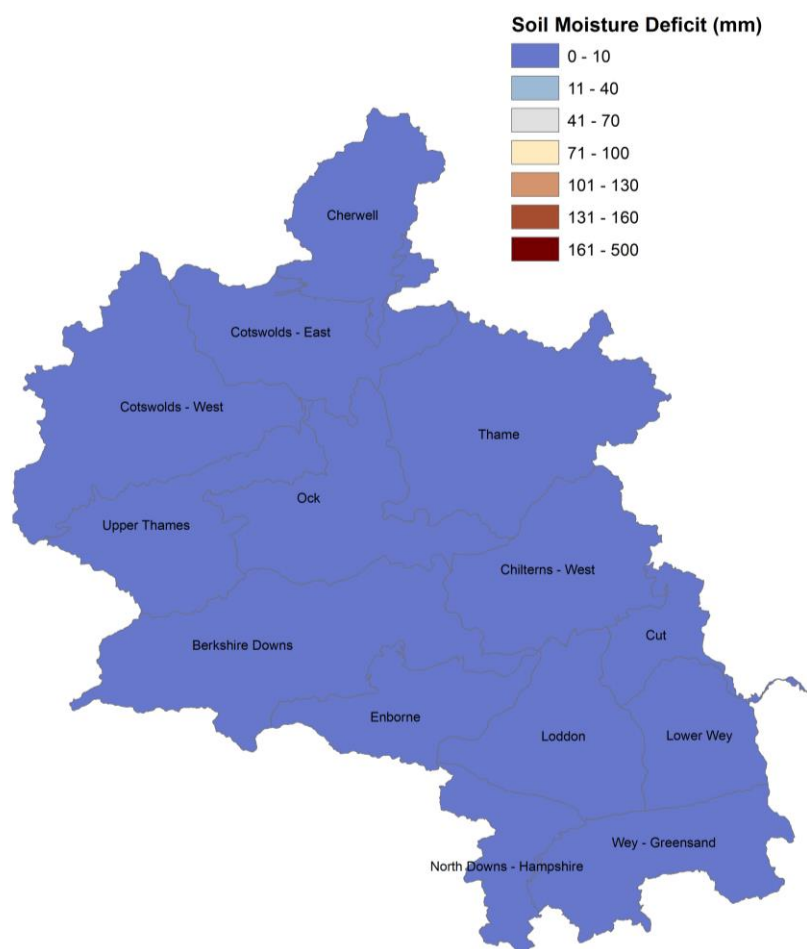 Soil Moisture Deficit (mm)
0 - 10
11 - 40
41 - 70
71 - 100
101 - 130
131 - 160
161 - 500
Cherwell
Cotswolds - East
Cotswolds - West
Thame
Ock
Upper Thames
Chilterns - West
Cut
Berkshire Downs
Enborne
Loddon
Lower Wey
Wey - Greensand
North Downs - Hampshire